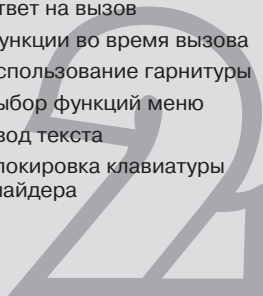 твет на вызов
ункции во время вызова
спользование гарнитуры
ыбор функций меню
вод текста
локировка клавиатуры
лайдера